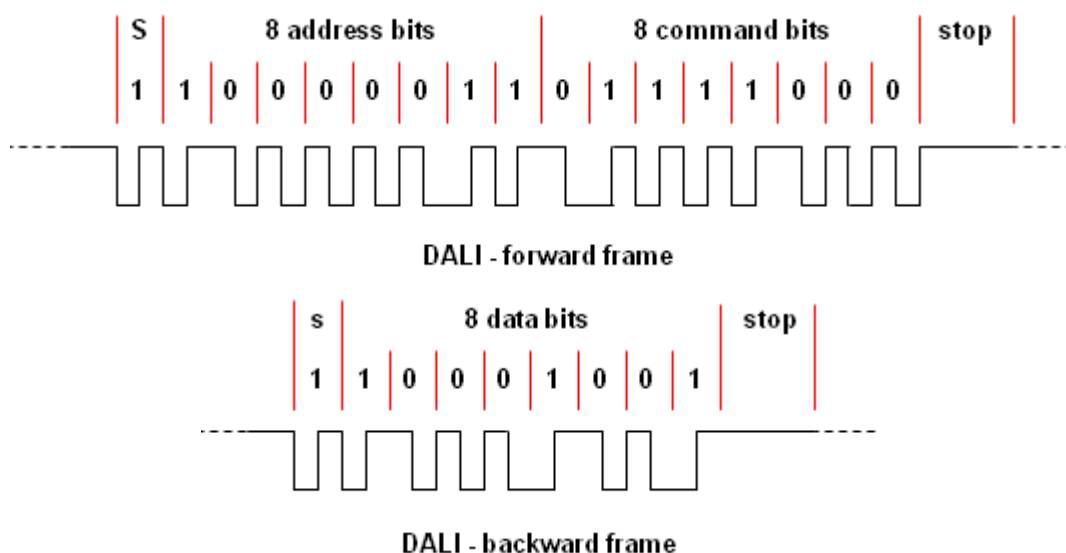 S 8 address bits 8 command bits stop
1 1 0 0 0 0 0 1 1 0 1 1 1 1 0 0 0
DALI - forward frame
s 8 data bits stop
1 1 0 0 0 1 0 0 1
DALI - backward frame